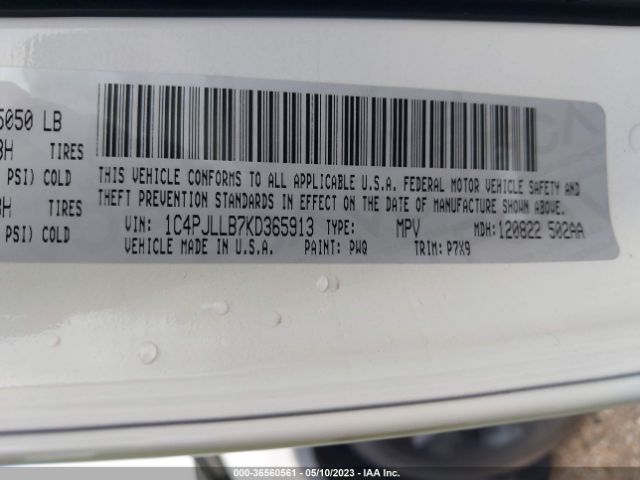 5050 LB
TIRES
PSI) COLD
TIRES
PSI) COLD
THIS VEHICLE CONFORMS TO ALL APPLICABLE U.S.A. FEDERAL MOTOR VEHICLE SAFETY AND
THEFT PREVENTION STANDARDS IN EFFECT ON THE DATE OF MANUFACTURE SHOWN ABOVE.
VIN: 1C4PJLLB7KD365913 TYPE: MPV MDH: 120822 502AA
VEHICLE MADE IN U.S.A. PAINT: PWQ TRIM: P7X9
000-36560561 - 05/10/2023 - IAAI.COM